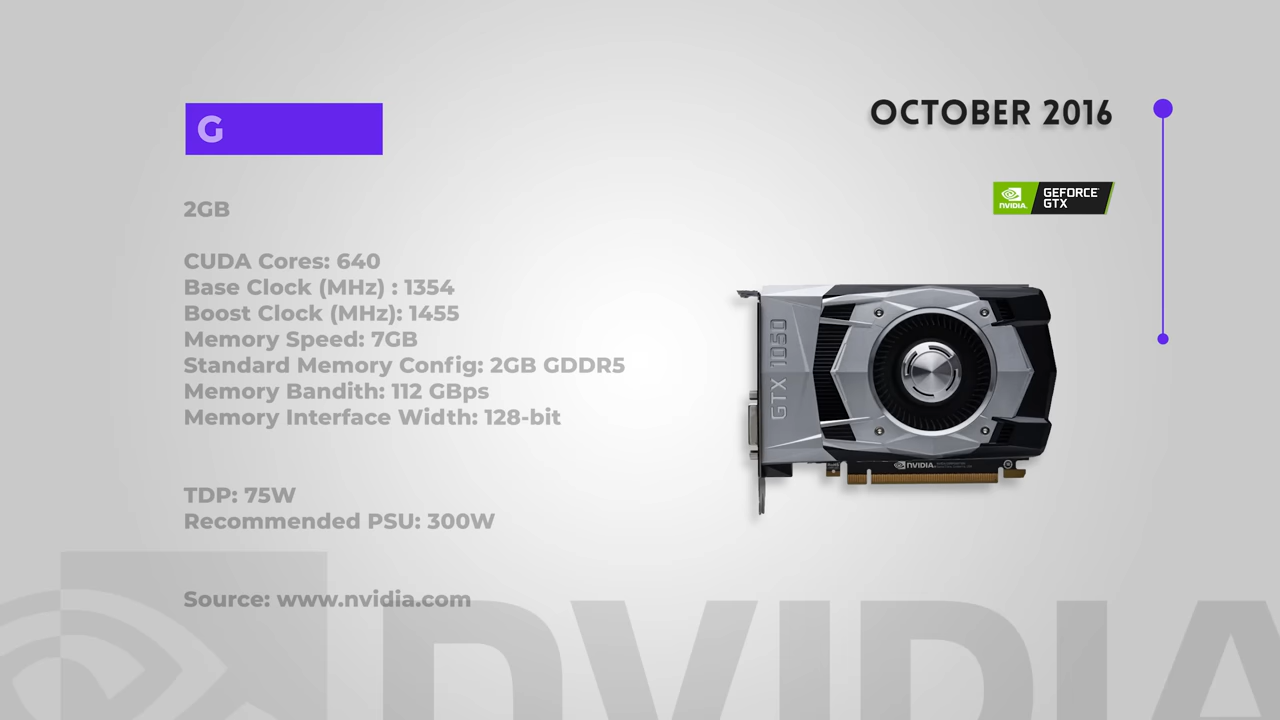 G
OCTOBER 2016
NVIDIA. GEFORCE GTX
2GB
CUDA Cores: 640
Base Clock (MHz) : 1354
Boost Clock (MHz): 1455
Memory Speed: 7GB
Standard Memory Config: 2GB GDDR5
Memory Bandith: 112 GBps
Memory Interface Width: 128-bit
GTX 1050
NVIDIA.
TDP: 75W
Recommended PSU: 300W
Source: www.nvidia.com
NVIDIA